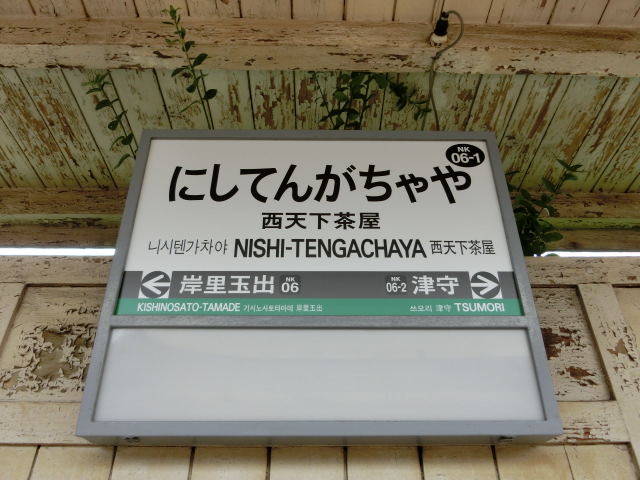 NK
06-1
にしてんがちゃや
西天下茶屋
니시텐가차야 NISHI-TENGACHAYA 西天下茶屋
岸里玉出 NK 06 NK 06-2 津守
KISHINOSATO-TAMADE 기시노사토타마데 岸里玉出 쓰모리 津守 TSUMORI